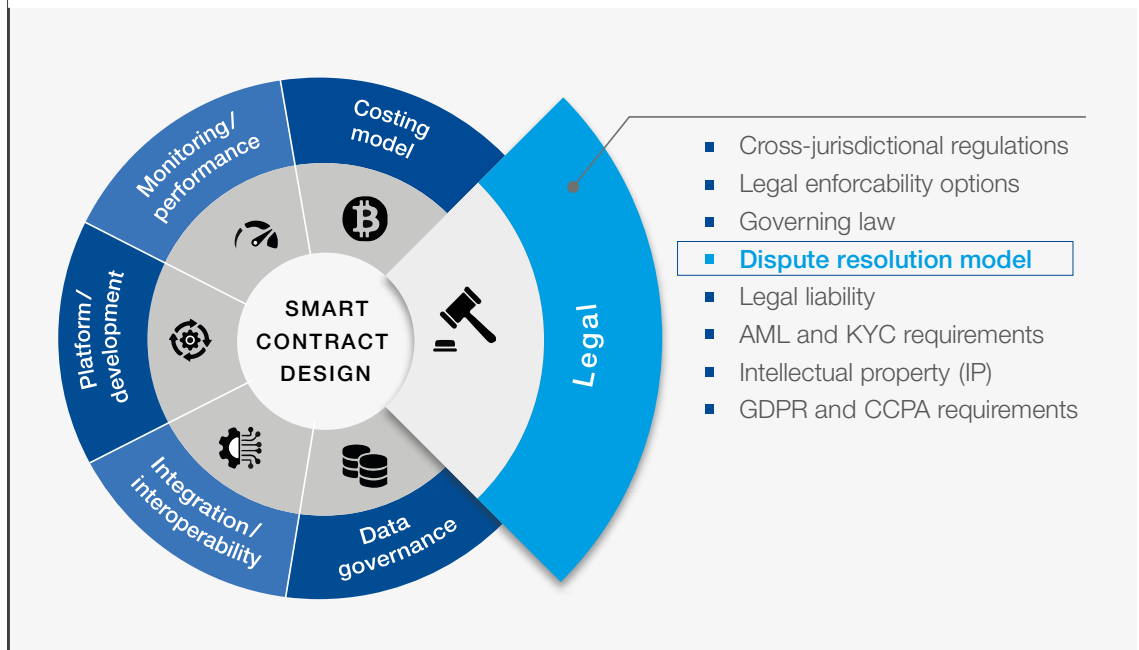 Costing
model
Monitoring/
performance
Platform/
development
Integration/
interoperability
Data
governance
Legal
SMART
CONTRACT
DESIGN
Cross-jurisdictional regulations
Legal enforcability options
Governing law
Dispute resolution model
Legal liability
AML and KYC requirements
Intellectual property (IP)
GDPR and CCPA requirements